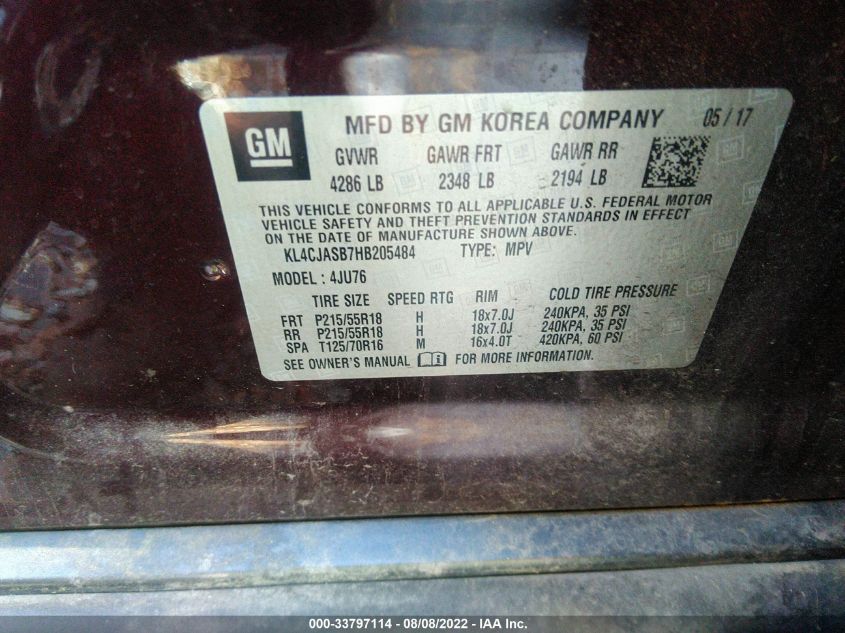 GM
MFD BY GM KOREA COMPANY 05/17
GVWR GAWR FRT GAWR RR
4286 LB 2348 LB 2194 LB
THIS VEHICLE CONFORMS TO ALL APPLICABLE U.S. FEDERAL MOTOR
VEHICLE SAFETY AND THEFT PREVENTION STANDARDS IN EFFECT
ON THE DATE OF MANUFACTURE SHOWN ABOVE.
KL4CJASB7HB205484 TYPE: MPV
MODEL : 4JU76
TIRE SIZE SPEED RTG RIM COLD TIRE PRESSURE
FRT P215/55R18 H 18x7.0J 240KPA, 35 PSI
RR P215/55R18 H 18x7.0J 240KPA, 35 PSI
SPA T125/70R16 M 16x4.0T 420KPA, 60 PSI
SEE OWNER'S MANUAL FOR MORE INFORMATION.
000-33797114 - 08/08/2022 - IAA Inc.